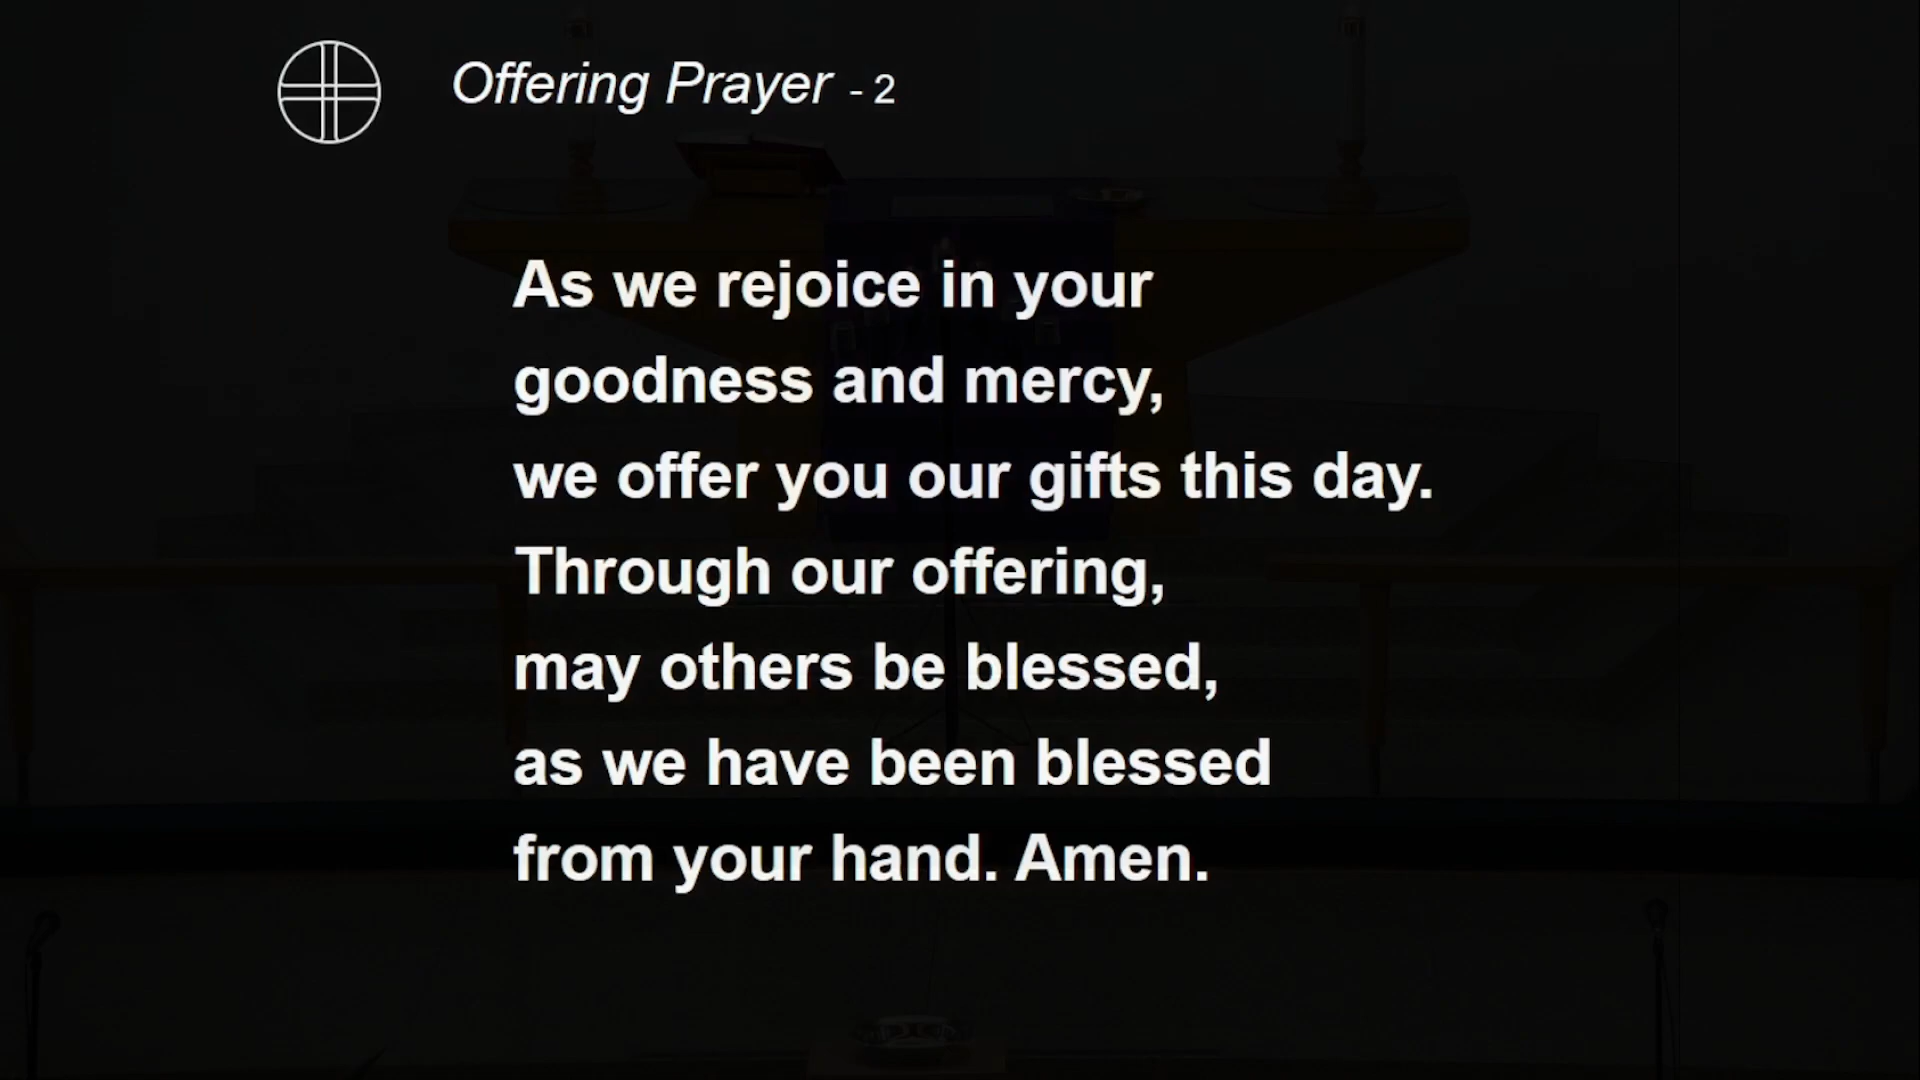 Offering Prayer - 2
As we rejoice in your
goodness and mercy,
we offer you our gifts this day.
Through our offering,
may others be blessed,
as we have been blessed
from your hand. Amen.